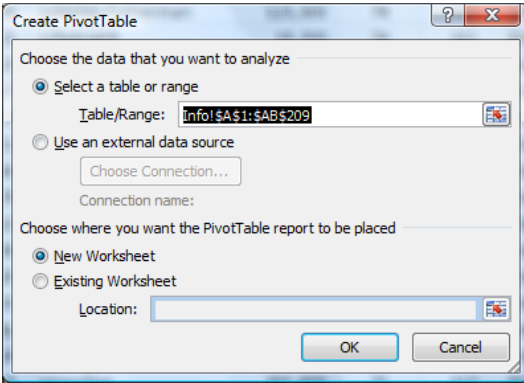 Create PivotTable
?
Choose the data that you want to analyze
Select a table or range
Table/Range: Info!$A$1:$AB$209
Use an external data source
Choose Connection...
Connection name:
Choose where you want the PivotTable report to be placed
New Worksheet
Existing Worksheet
Location:
OK Cancel